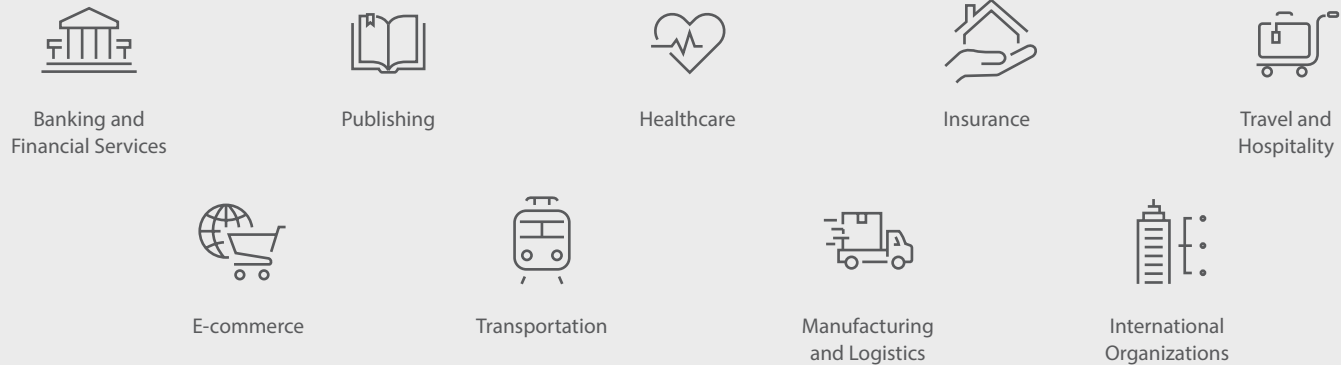 Banking and
Financial Services
Publishing
Healthcare
Insurance
Travel and
Hospitality
E-commerce
Transportation
Manufacturing
and Logistics
International
Organizations